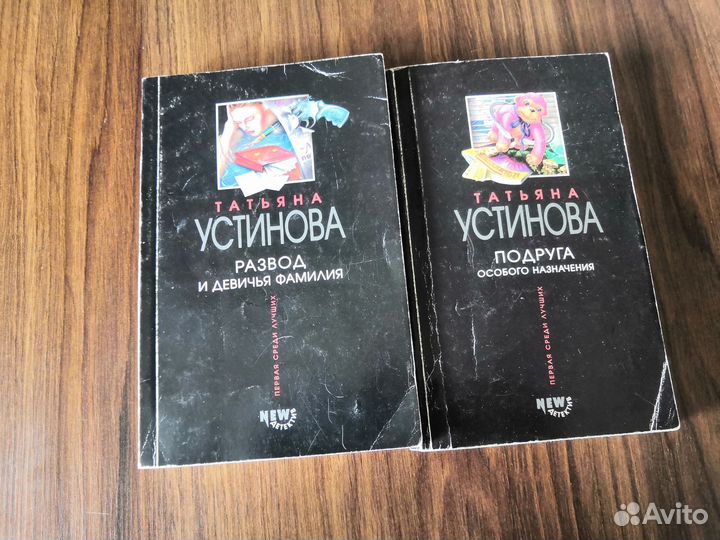 ТАТЬЯНА
УСТИНОВА
РАЗВОД
И ДЕВИЧЬЯ ФАМИЛИЯ
ПЕРВАЯ СРЕДИ ЛУЧШИХ
NEW
ДЕТЕКТИВ
ТАТЬЯНА
УСТИНОВА
ПОДРУГА
ОСОБОГО НАЗНАЧЕНИЯ
ПЕРВАЯ СРЕДИ ЛУЧШИХ
NEW
ДЕТЕКТИВ
Avito